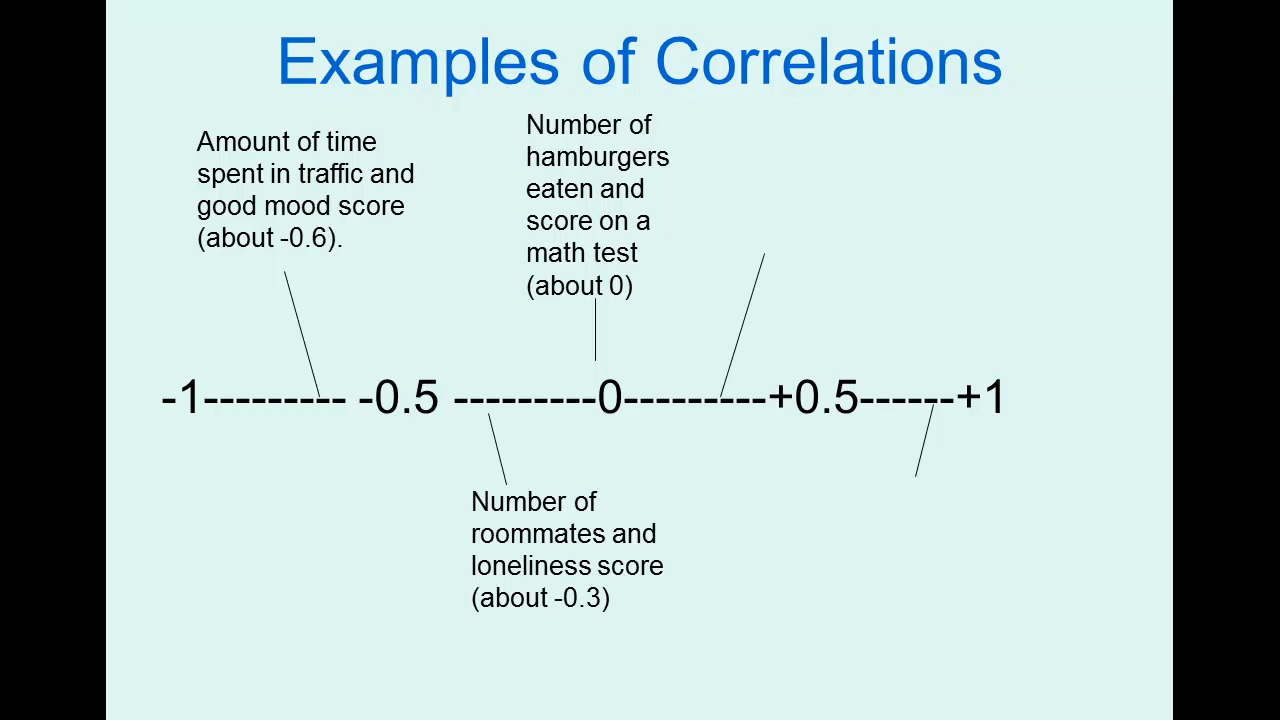 Examples of Correlations
Amount of time
spent in traffic and
good mood score
(about -0.6).
Number of
hamburgers
eaten and
score on a
math test
(about 0)
-1--------- -0.5 ---------0---------+0.5------+1
Number of
roommates and
loneliness score
(about -0.3)